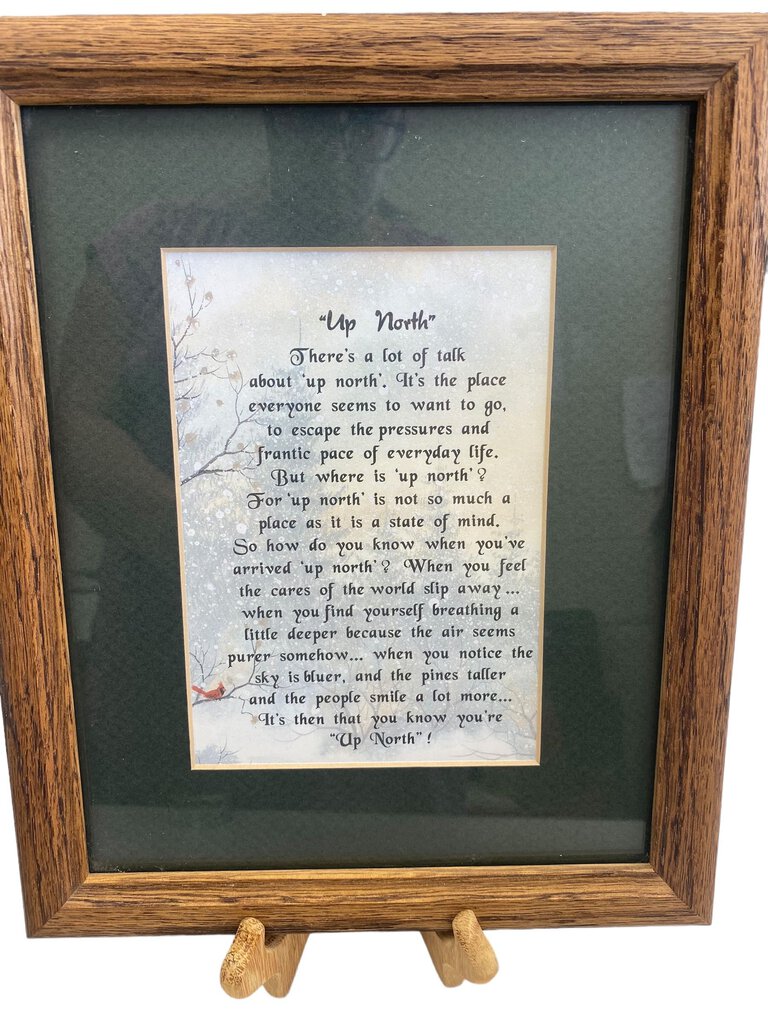 "Up North"
There's a lot of talk
about 'up north'. It's the place
everyone seems to want to go,
to escape the pressures and
frantic pace of everyday life.
But where is 'up north'?
For 'up north' is not so much a
place as it is a state of mind.
So how do you know when you've
arrived 'up north'? When you feel
the cares of the world slip away...
when you find yourself breathing a
little deeper because the air seems
purer somehow... when you notice the
sky is bluer, and the pines taller
and the people smile a lot more...
It's then that you know you're
"Up North"!